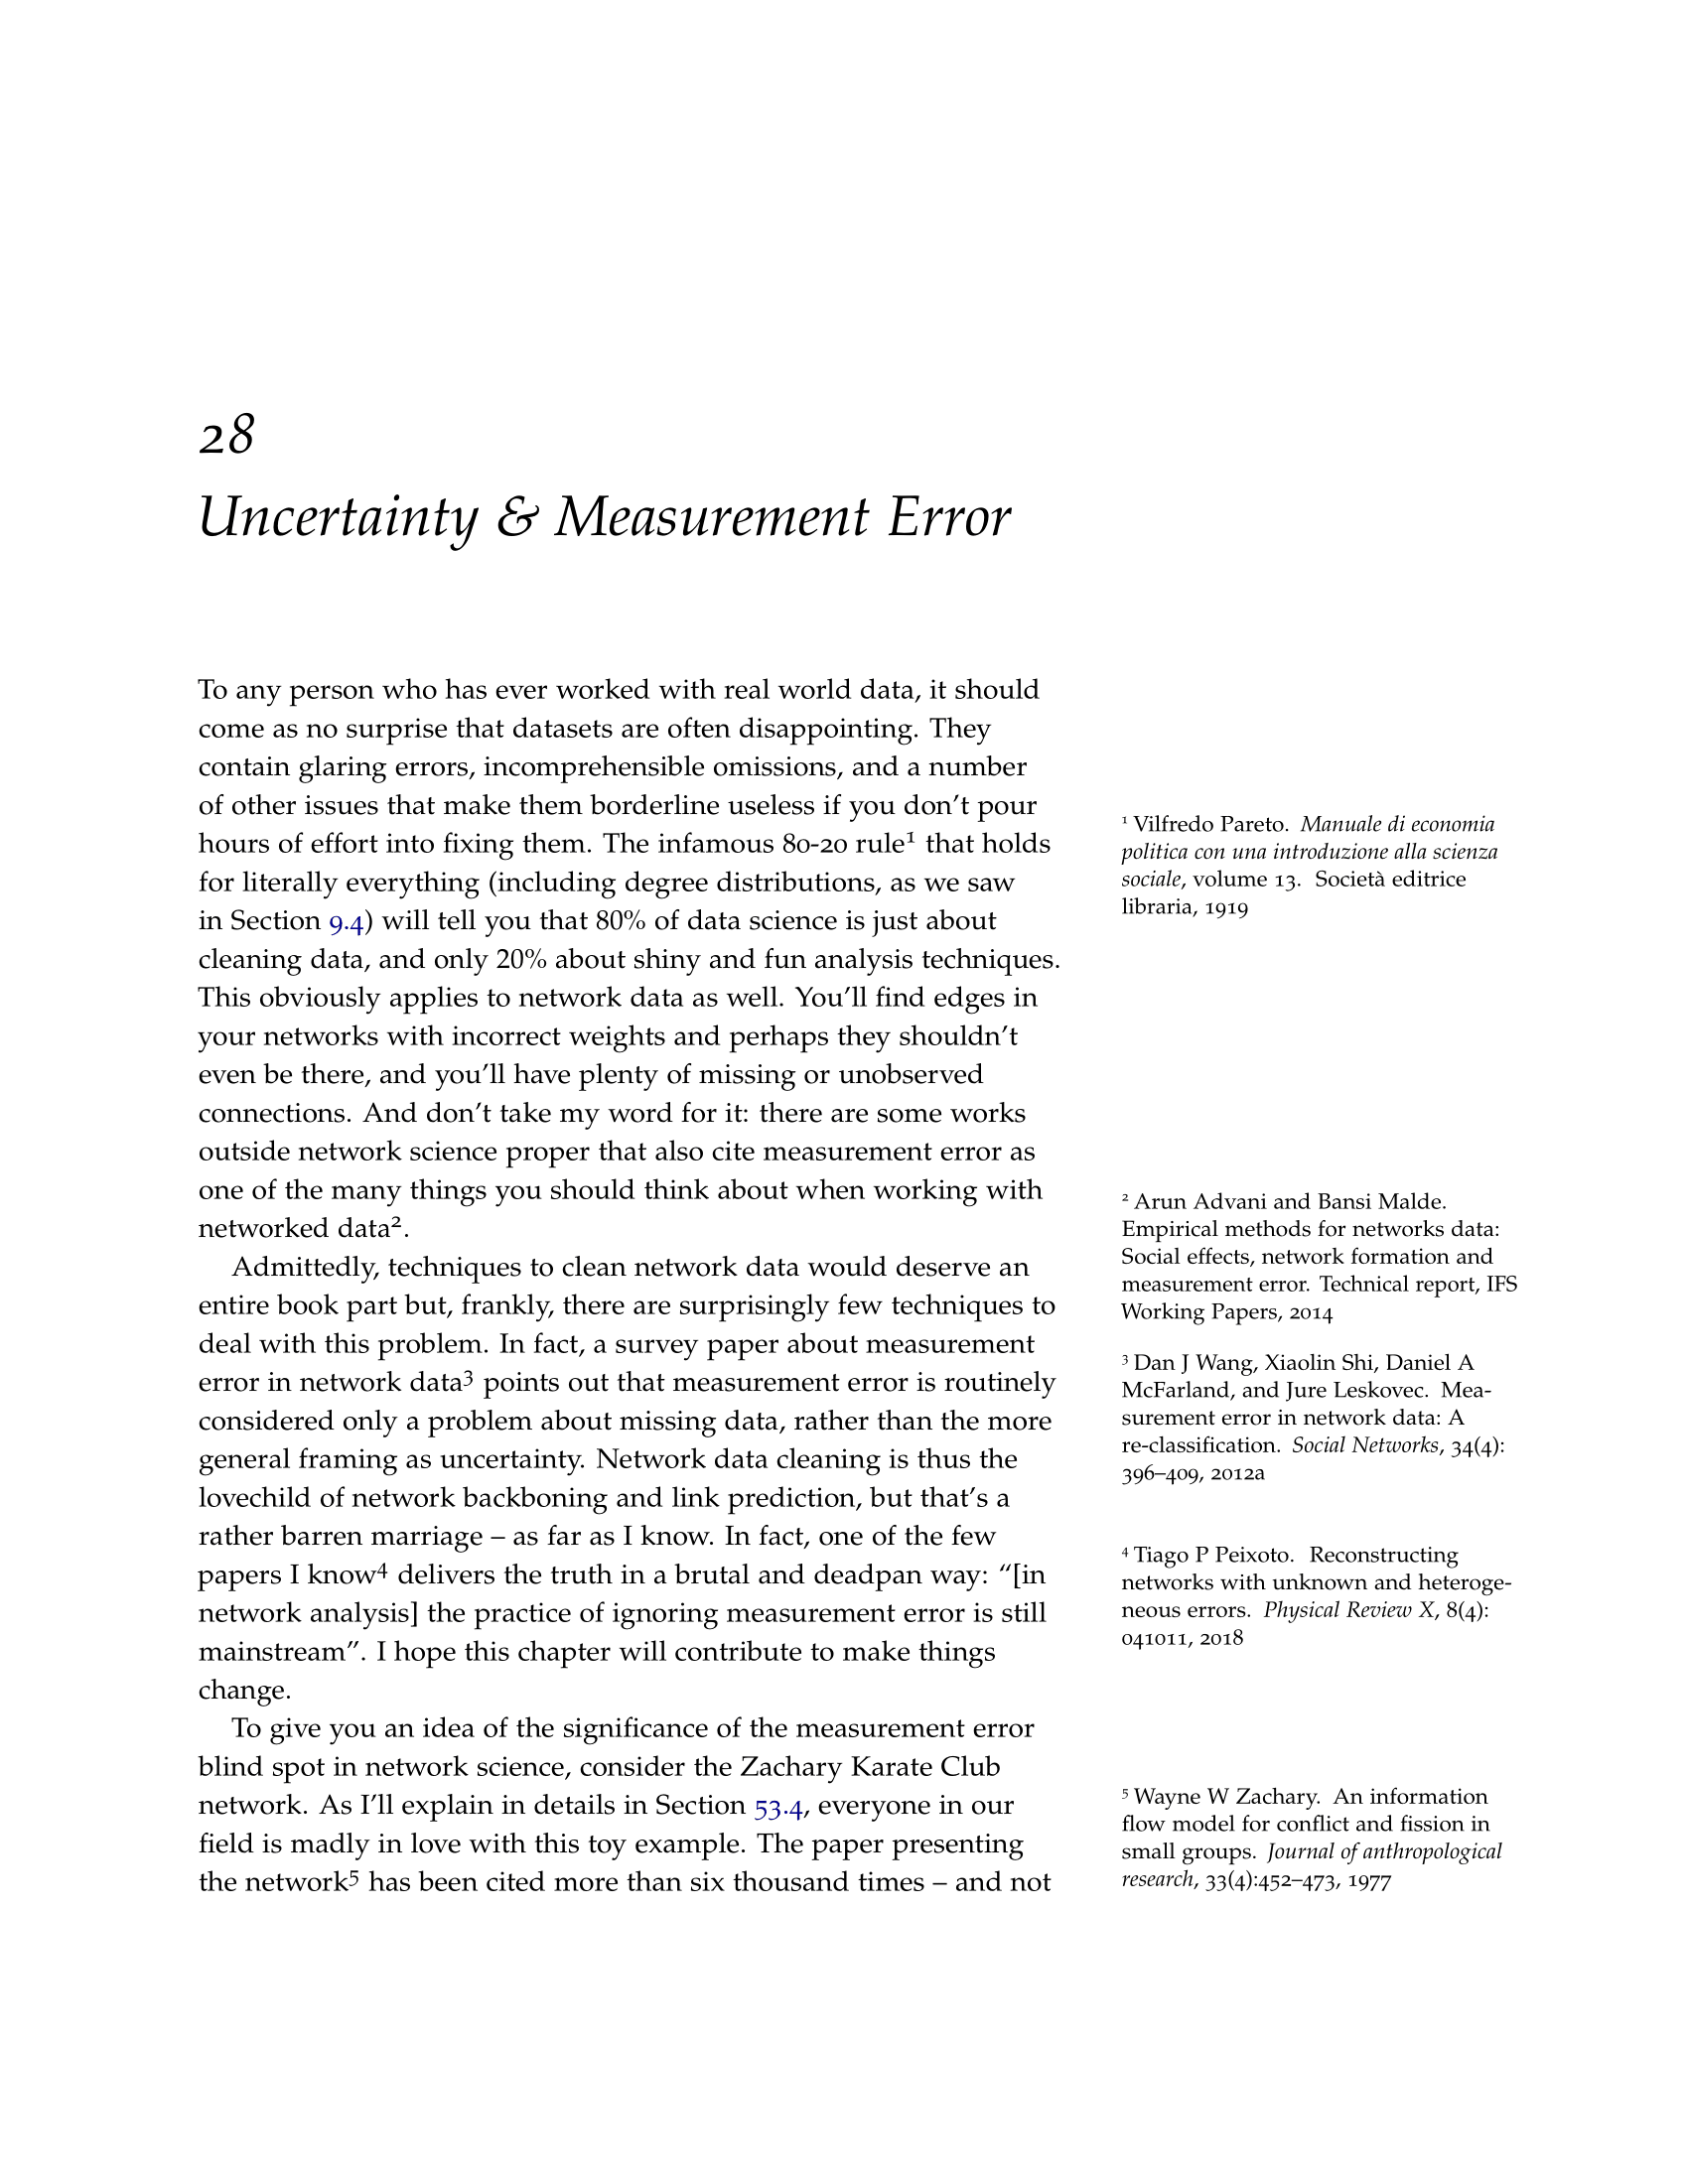 28
Uncertainty & Measurement Error
To any person who has ever worked with real world data, it should
come as no surprise that datasets are often disappointing. They
contain glaring errors, incomprehensible omissions, and a number
of other issues that make them borderline useless if you don’t pour
hours of effort into fixing them. The infamous 80-20 rule¹ that holds
for literally everything (including degree distributions, as we saw
in Section 9.4) will tell you that 80% of data science is just about
cleaning data, and only 20% about shiny and fun analysis techniques.
This obviously applies to network data as well. You’ll find edges in
your networks with incorrect weights and perhaps they shouldn’t
even be there, and you’ll have plenty of missing or unobserved
connections. And don’t take my word for it: there are some works
outside network science proper that also cite measurement error as
one of the many things you should think about when working with
networked data².
Admittedly, techniques to clean network data would deserve an
entire book part but, frankly, there are surprisingly few techniques to
deal with this problem. In fact, a survey paper about measurement
error in network data³ points out that measurement error is routinely
considered only a problem about missing data, rather than the more
general framing as uncertainty. Network data cleaning is thus the
lovechild of network backboning and link prediction, but that’s a
rather barren marriage – as far as I know. In fact, one of the few
papers I know⁴ delivers the truth in a brutal and deadpan way: “[in
network analysis] the practice of ignoring measurement error is still
mainstream”. I hope this chapter will contribute to make things
change.
To give you an idea of the significance of the measurement error
blind spot in network science, consider the Zachary Karate Club
network. As I’ll explain in details in Section 53.4, everyone in our
field is madly in love with this toy example. The paper presenting
the network⁵ has been cited more than six thousand times – and not
¹ Vilfredo Pareto. Manuale di economia
politica con una introduzione alla scienza
sociale, volume 13. Società editrice
libraria, 1919
² Arun Advani and Bansi Malde.
Empirical methods for networks data:
Social effects, network formation and
measurement error. Technical report, IFS
Working Papers, 2014
³ Dan J Wang, Xiaolin Shi, Daniel A
McFarland, and Jure Leskovec. Mea-
surement error in network data: A
re-classification. Social Networks, 34(4):
396–409, 2012a
⁴ Tiago P Peixoto. Reconstructing
networks with unknown and heteroge-
neous errors. Physical Review X, 8(4):
041011, 2018
⁵ Wayne W Zachary. An information
flow model for conflict and fission in
small groups. Journal of anthropological
research, 33(4):452–473, 1977